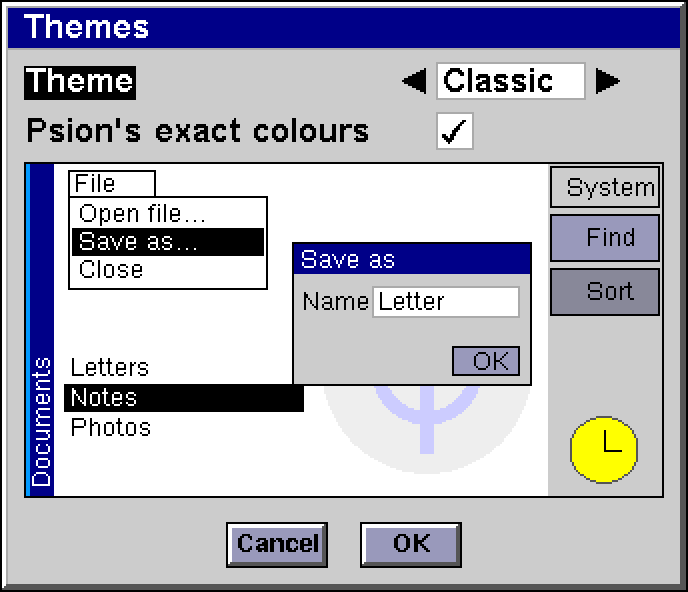 Themes
Theme
Classic
Psion's exact colours
File
Open file...
Save as...
Close
Save as
Name Letter
OK
Letters
Notes
Photos
Documents
System
Find
Sort
Cancel
OK